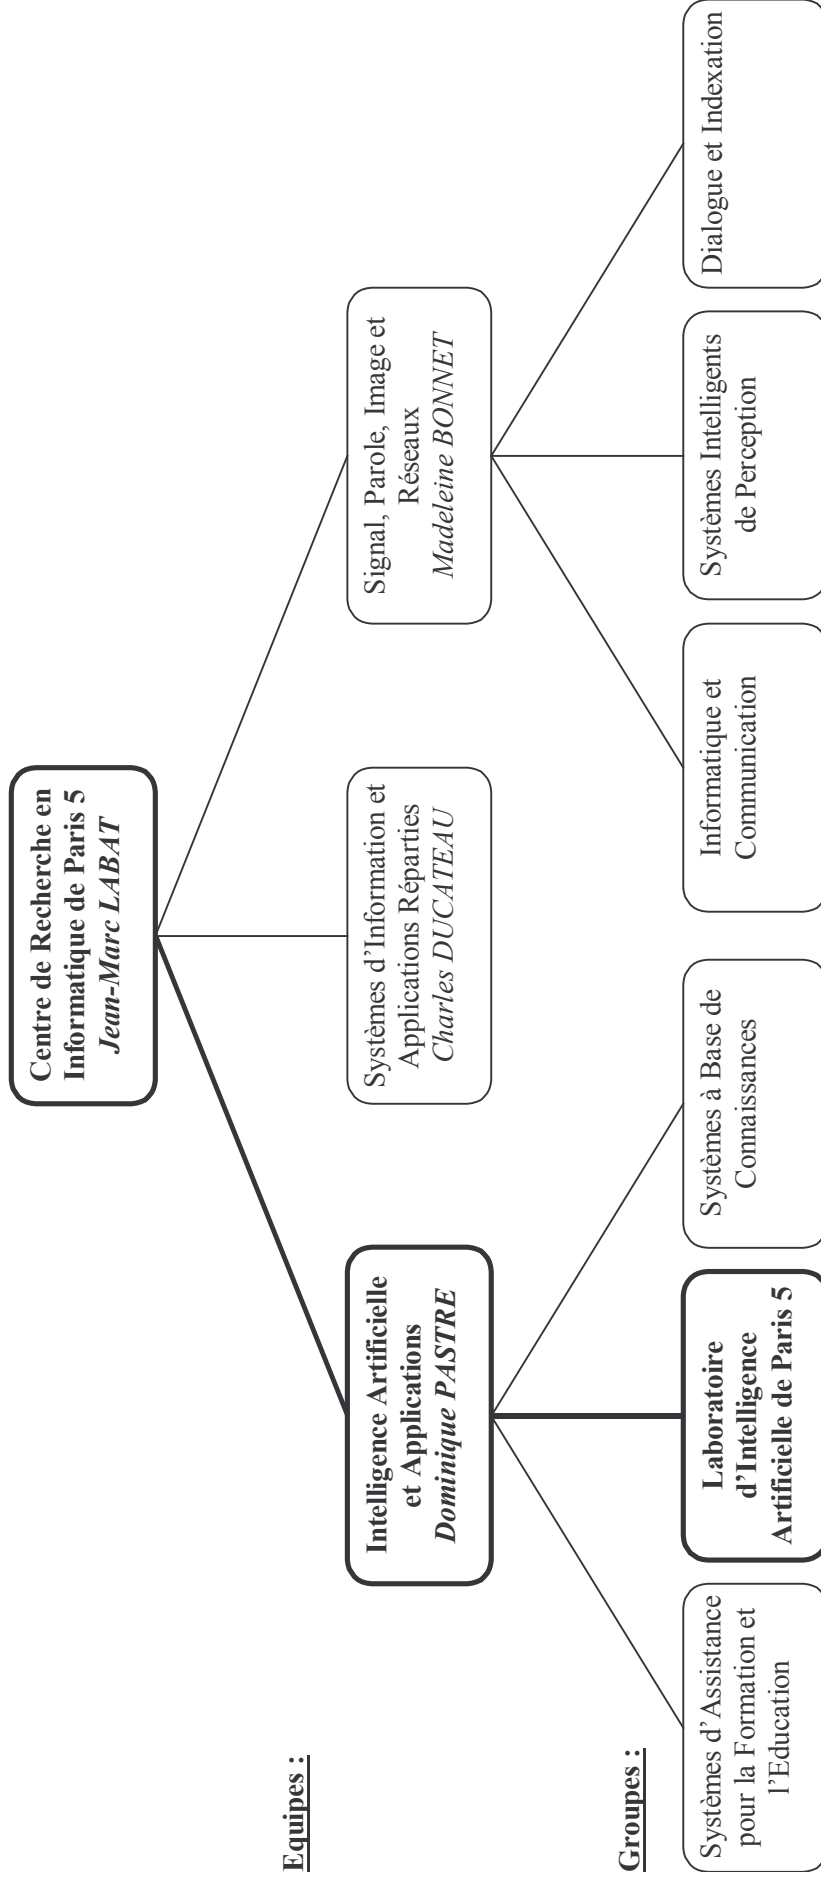 Centre de Recherche en
Informatique de Paris 5
Jean-Marc LABAT
Equipes :
Intelligence Artificielle
et Applications
Dominique PASTRE
Systèmes d'Information et
Applications Réparties
Charles DUCATEAU
Signal, Parole, Image et
Réseaux
Madeleine BONNET
Groupes :
Systèmes d'Assistance
pour la Formation et
l'Education
Laboratoire
d'Intelligence
Artificielle de Paris 5
Systèmes à Base de
Connaissances
Informatique et
Communication
Systèmes Intelligents
de Perception
Dialogue et Indexation